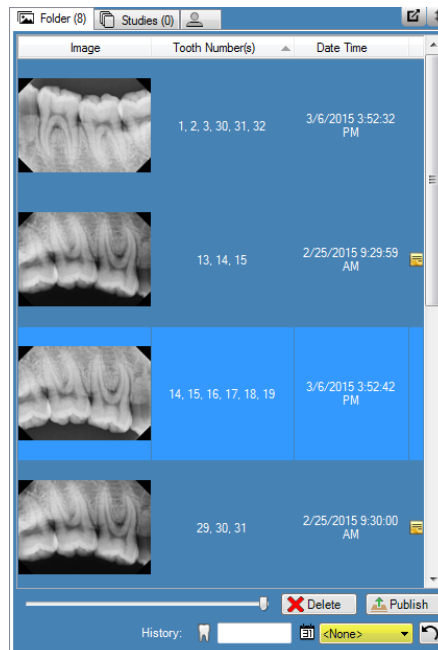 Folder (8) Studies (0)
Image Tooth Number(s) Date Time
1, 2, 3, 30, 31, 32 3/6/2015 3:52:32
PM
13, 14, 15 2/25/2015 9:29:59
AM
14, 15, 16, 17, 18, 19 3/6/2015 3:52:42
PM
29, 30, 31 2/25/2015 9:30:00
AM
Delete Publish
History: 31 <None>